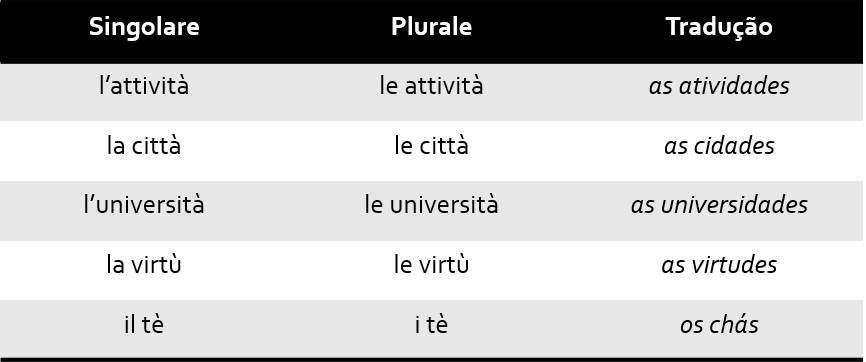 Singolare Plurale Tradução
l’attività le attività as atividades
la città le città as cidades
l’università le università as universidades
la virtù le virtù as virtudes
il tè i tè os chás